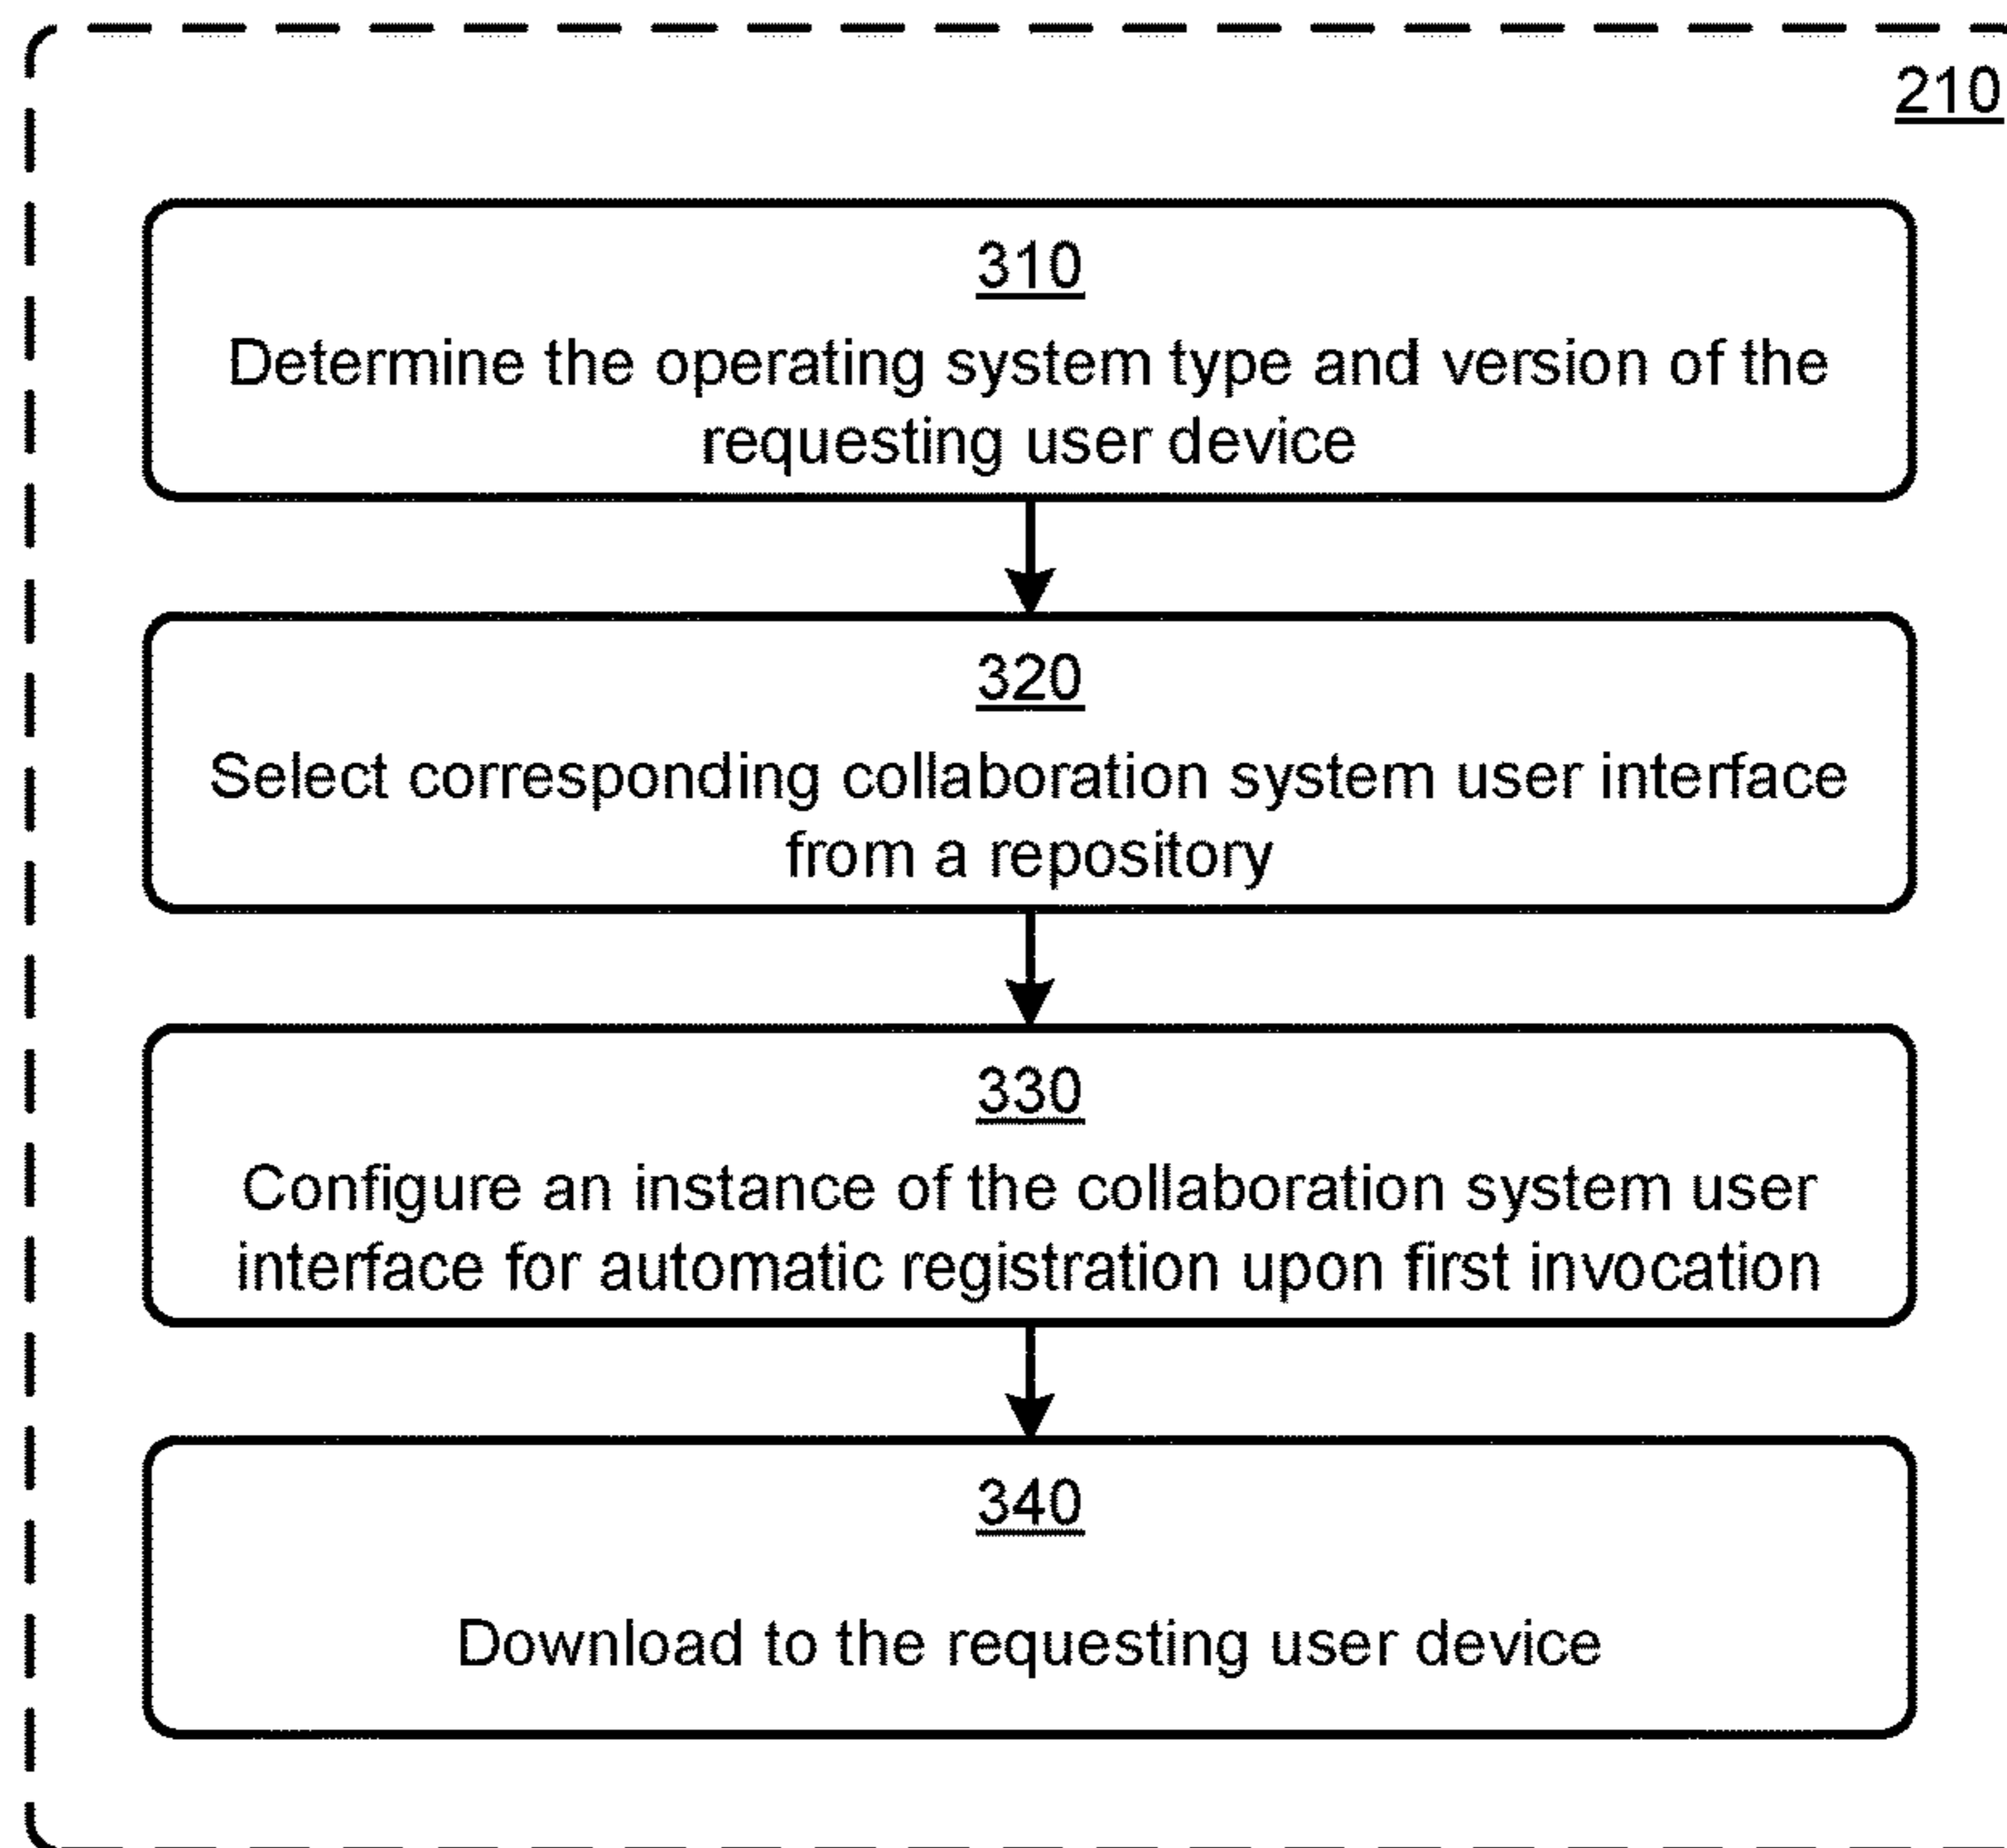 210
310
Determine the operating system type and version of the
requesting user device
320
Select corresponding collaboration system user interface
from a repository
330
Configure an instance of the collaboration system user
interface for automatic registration upon first invocation
340
Download to the requesting user device